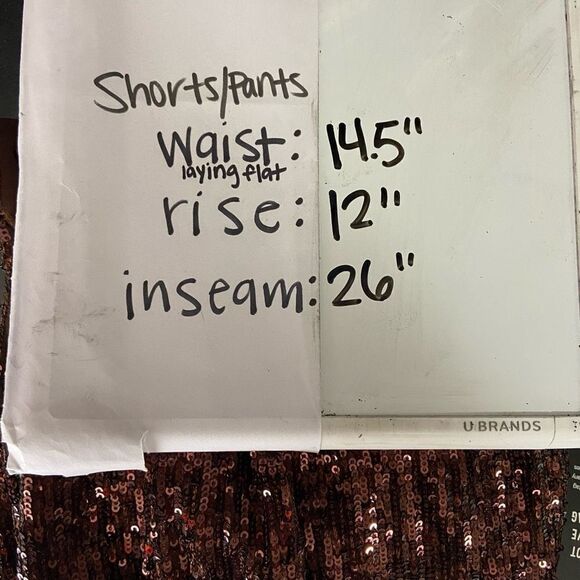 Shorts/Pants
Waist: 14.5"
laying flat
rise: 12"
inseam: 26"
U BRANDS